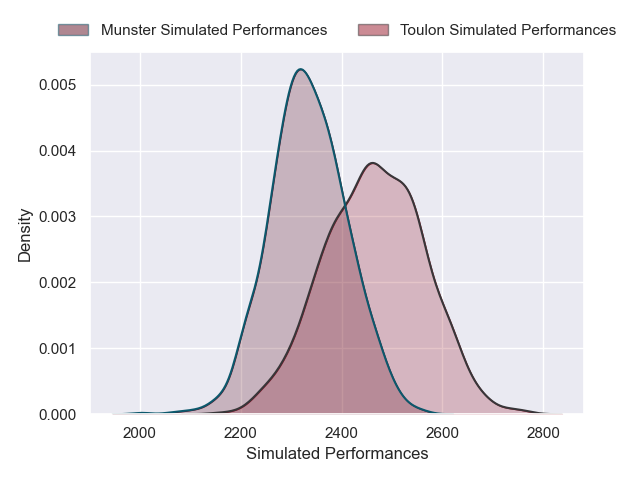 Munster Simulated Performances Toulon Simulated Performances
0.005
0.004
0.003
0.002
0.001
0.000
Density
2000 2200 2400 2600 2800
Simulated Performances